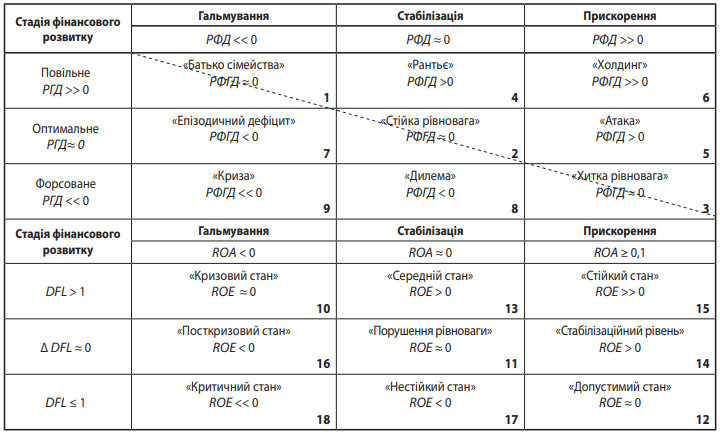 Стадія фінансового розвитку
Гальмування
Стабілізація
Прискорення
РФД << 0
РФД ≈ 0
РФД >> 0
Повільне
РГД >> 0
«Батько сімейства»
РФГД ≈ 0
1
«Рантьє»
РФГД >0
4
«Холдинг»
РФГД >> 0
6
Оптимальне
РГД≈ 0
«Епізодичний дефіцит»
РФГД < 0
7
«Стійка рівновага»
РФГД ≈ 0
2
«Атака»
РФГД > 0
5
Форсоване
РГД << 0
«Криза»
РФГД << 0
9
«Дилема»
РФГД < 0
8
«Хитка рівновага»
РФГД ≈ 0
3
Стадія фінансового розвитку
Гальмування
Стабілізація
Прискорення
ROA < 0
ROA ≈ 0
ROA ≥ 0,1
DFL > 1
«Кризовий стан»
ROE ≈ 0
10
«Середній стан»
ROE > 0
13
«Стійкий стан»
ROE >> 0
15
Δ DFL ≈ 0
«Посткризовий стан»
ROE < 0
16
«Порушення рівноваги»
ROE ≈ 0
11
«Стабілізаційний рівень»
ROE > 0
14
DFL ≤ 1
«Критичний стан»
ROE << 0
18
«Нестійкий стан»
ROE < 0
17
«Допустимий стан»
ROE ≈ 0
12